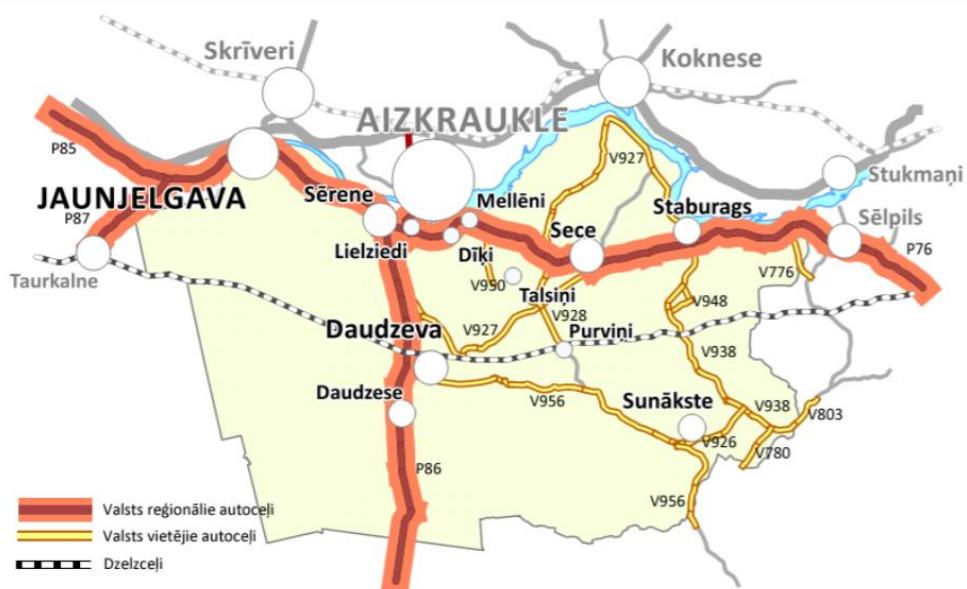 Skrīveri
Koknese
AIZKRAUKLE
P85
V927
JAUNJELGAVA
Stukmaņi
P87
Sērene
Mellēni
Staburags
Sēlpils
Sece
Lielziedi
Dīķi
P76
Taurkalne
V776
V950
Talsiņi
V948
V928
Daudzeva
V927
Purviņi
V938
Daudzese
V956
Sunākste
V938
V803
V926
V780
P86
V956
Valsts reģionālie autoceļi
Valsts vietējie autoceļi
Dzelzceļi